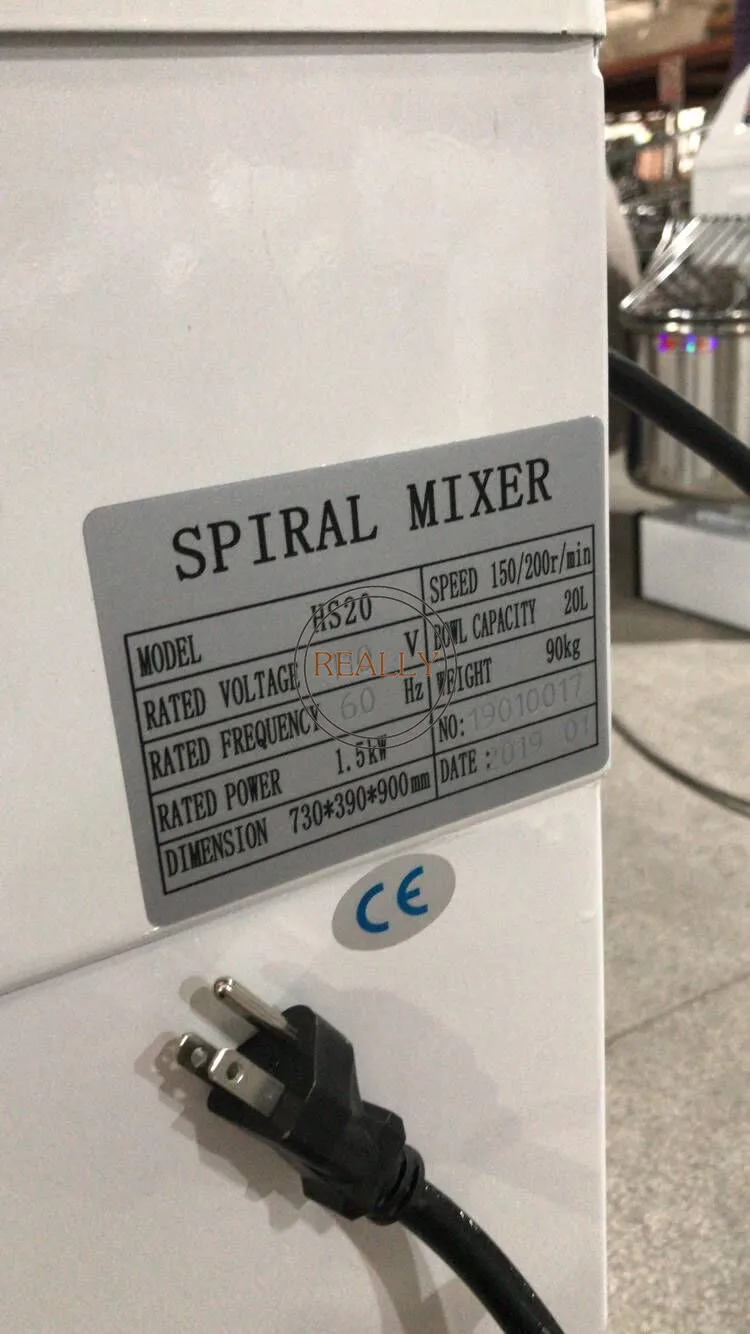 SPIRAL MIXER
MODEL HS20
RATED VOLTAGE V
RATED FREQUENCY 60 Hz
RATED POWER 1.5kW
DIMENSION 730*390*900mm
SPEED 150/200r/min
BOWL CAPACITY 20L
WEIGHT 90kg
NO: 19010017
DATE: 2019 01
REALLY
CE